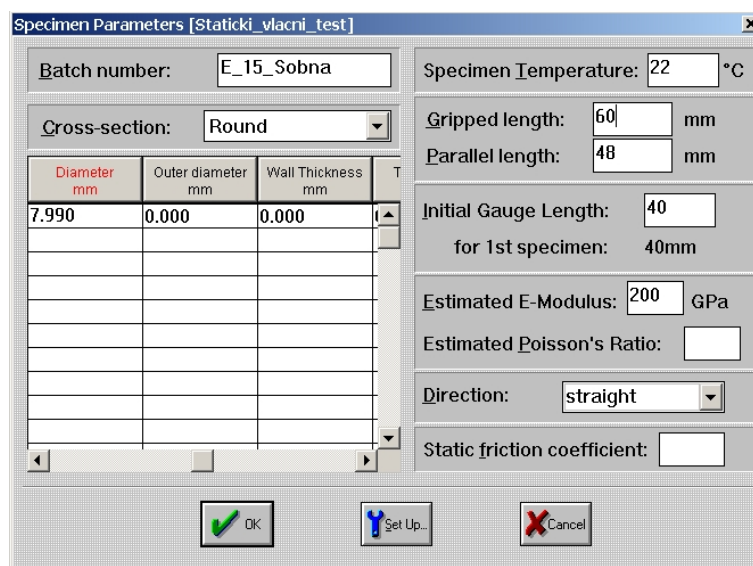 Specimen Parameters [Staticki_vlacni_test]
Batch number: E_15_Sobna
Cross-section: Round
Diameter mm
Outer diameter mm
Wall Thickness mm
T
7.990 0.000 0.000
Specimen Temperature: 22 °C
Gripped length: 60 mm
Parallel length: 48 mm
Initial Gauge Length: 40
for 1st specimen: 40mm
Estimated E-Modulus: 200 GPa
Estimated Poisson's Ratio:
Direction: straight
Static friction coefficient:
OK
Set Up...
Cancel